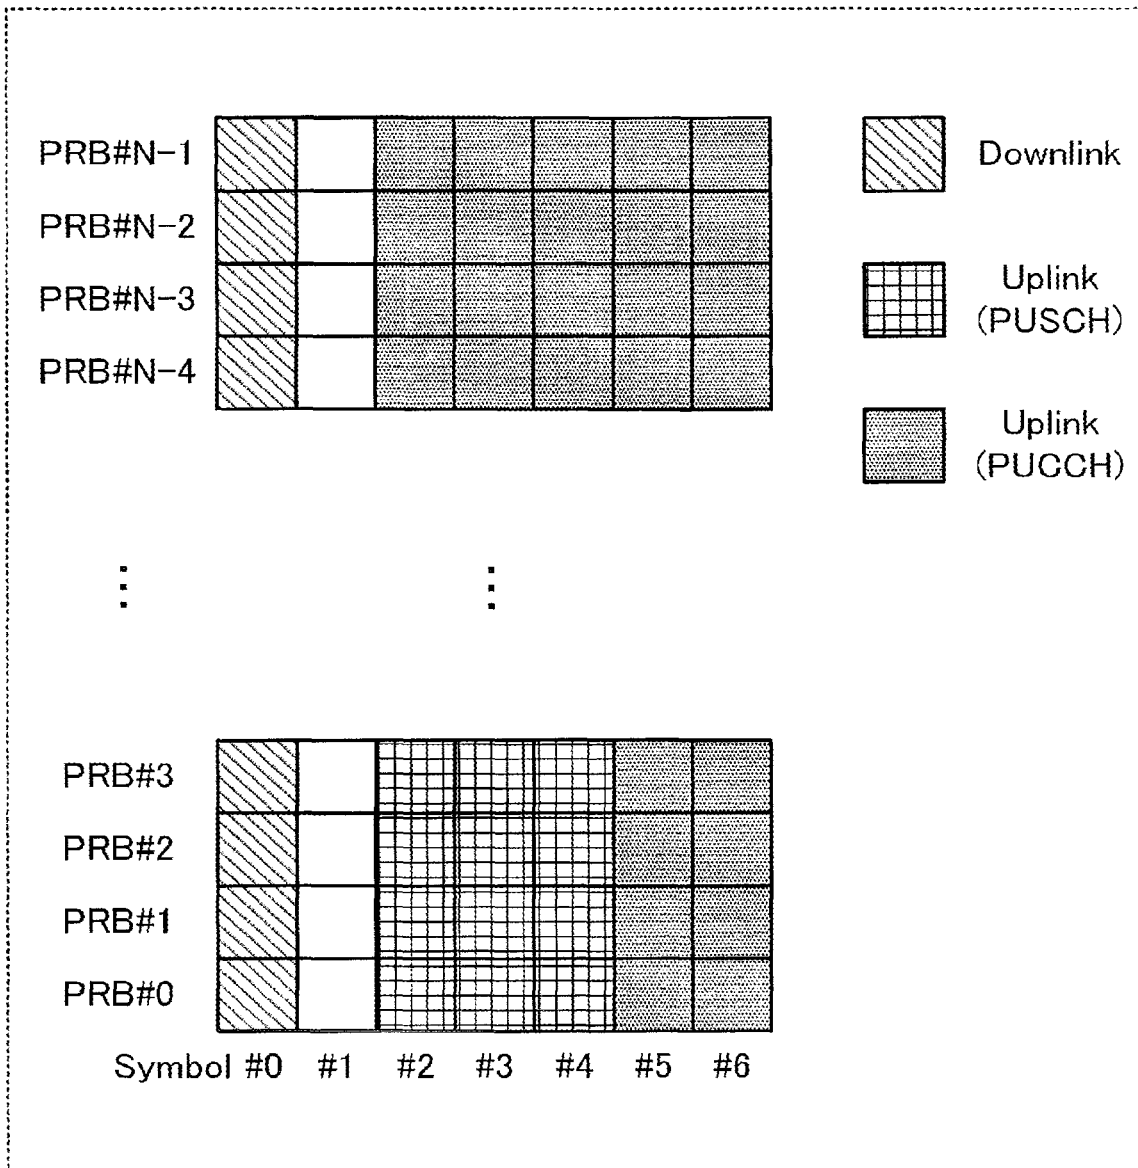 PRB#N-1
PRB#N-2
PRB#N-3
PRB#N-4
Downlink
Uplink
(PUSCH)
Uplink
(PUCCH)
PRB#3
PRB#2
PRB#1
PRB#0
Symbol #0 #1 #2 #3 #4 #5 #6